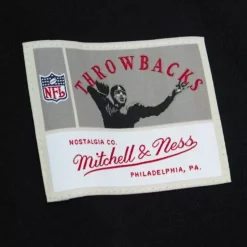 THROWBACKS
NFL
NOSTALGIA CO.
Mitchell & Ness
PHILADELPHIA, PA.